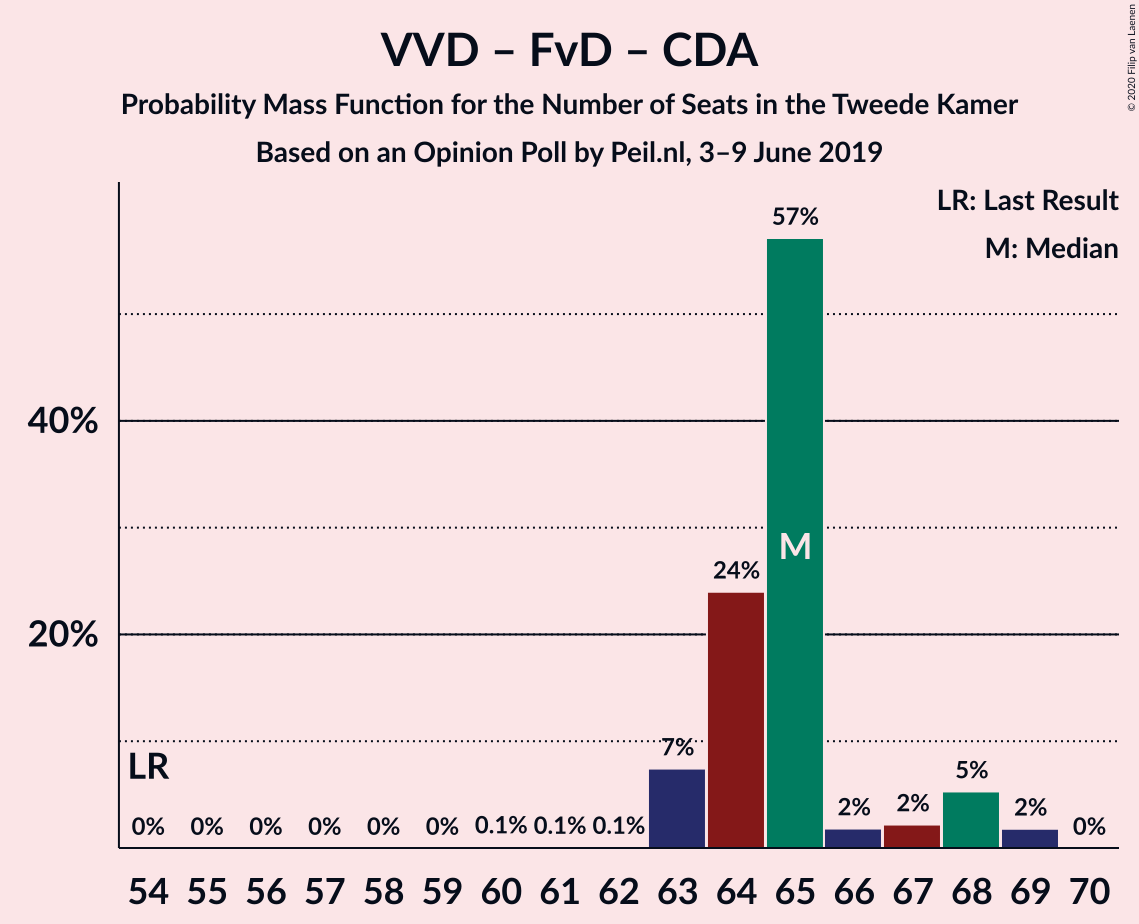 VVD – FvD – CDA
Probability Mass Function for the Number of Seats in the Tweede Kamer
Based on an Opinion Poll by Peil.nl, 3–9 June 2019
© 2020 Filip van Laenen
LR: Last Result
M: Median
57%
40%
M
24%
20%
LR
7%
5%
0% 0% 0% 0% 0% 0% 0.1% 0.1% 0.1% 2% 2% 2% 0%
54 55 56 57 58 59 60 61 62 63 64 65 66 67 68 69 70